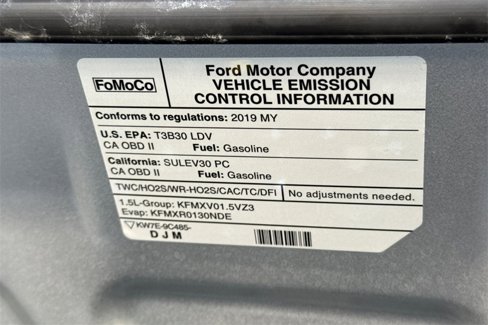 FoMoCo
Ford Motor Company
VEHICLE EMISSION
CONTROL INFORMATION
Conforms to regulations: 2019 MY
U.S. EPA: T3B30 LDV
CA OBD II Fuel: Gasoline
California: SULEV30 PC
CA OBD II Fuel: Gasoline
TWC/HO2S/WR-HO2S/CAC/TC/DFI No adjustments needed.
1.5L-Group: KFMXV01.5VZ3
Evap: KFMXR0130NDE
KW7E-9C485-
DJM